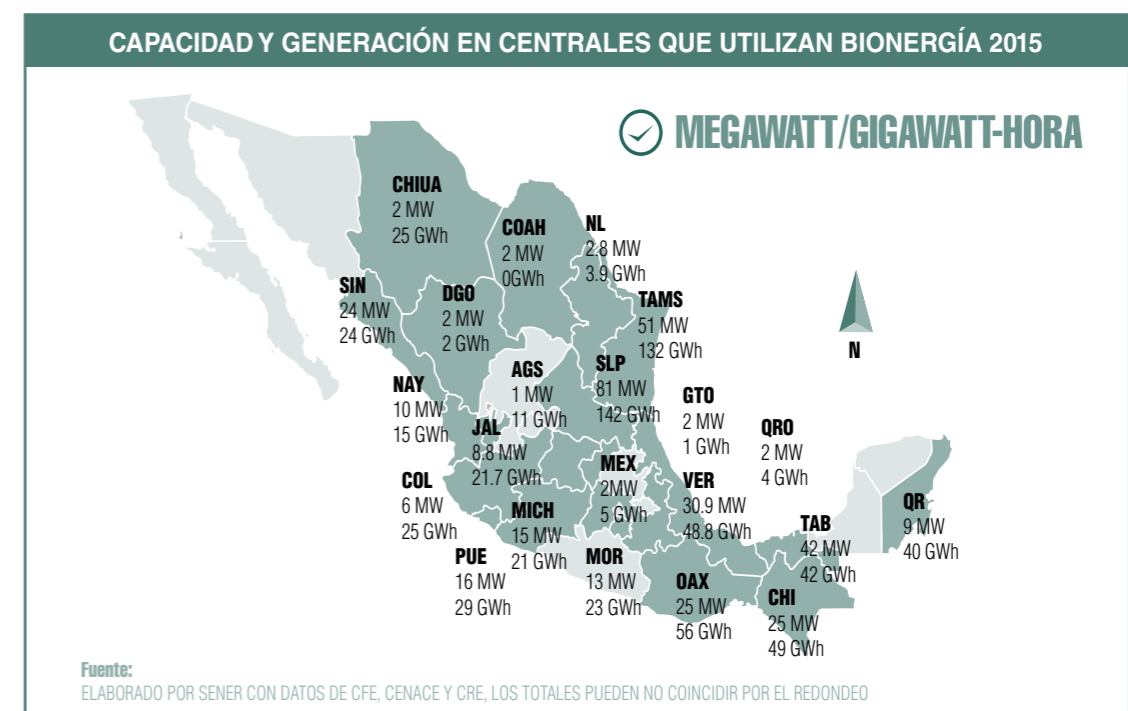 CAPACIDAD Y GENERACIÓN EN CENTRALES QUE UTILIZAN BIONERGÍA 2015
MEGAWATT/GIGAWATT-HORA
CHIUA
2 MW
25 GWh
COAH
2 MW
0GWh
NL
2.8 MW
3.9 GWh
SIN
24 MW
24 GWh
DGO
2 MW
2 GWh
TAMS
51 MW
132 GWh
N
AGS
1 MW
11 GWh
SLP
81 MW
142 GWh
NAY
10 MW
15 GWh
GTO
2 MW
1 GWh
JAL
8.8 MW
21.7 GWh
QRO
2 MW
4 GWh
MEX
2MW
5 GWh
COL
6 MW
25 GWh
VER
30.9 MW
48.8 GWh
MICH
15 MW
21 GWh
QR
9 MW
40 GWh
TAB
42 MW
42 GWh
PUE
16 MW
29 GWh
MOR
13 MW
23 GWh
OAX
25 MW
56 GWh
CHI
25 MW
49 GWh
Fuente:
ELABORADO POR SENER CON DATOS DE CFE, CENACE Y CRE, LOS TOTALES PUEDEN NO COINCIDIR POR EL REDONDEO